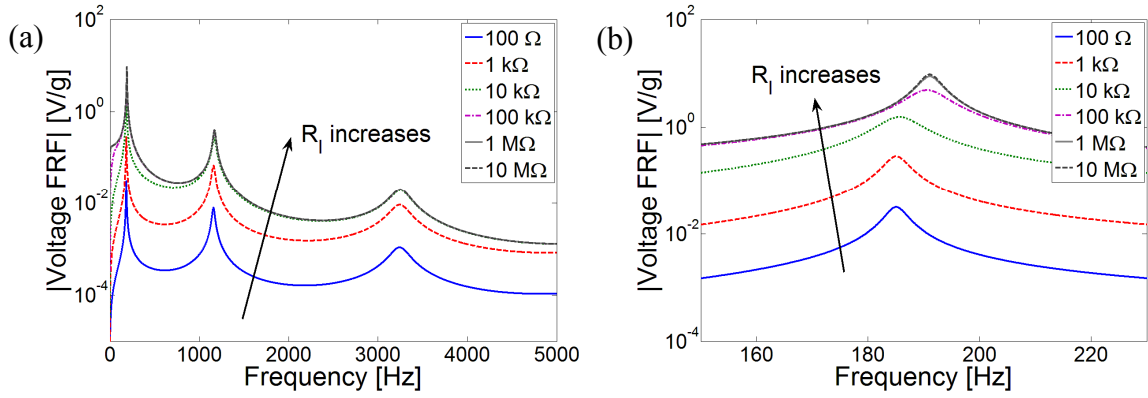 (a)
|Voltage FRF| [V/g]
10^2
10^0
10^-2
10^-4
0
1000
2000
3000
4000
5000
Frequency [Hz]
R_l increases
100 Ω
1 kΩ
10 kΩ
100 kΩ
1 MΩ
10 MΩ
(b)
|Voltage FRF| [V/g]
10^2
10^0
10^-2
10^-4
160
180
200
220
Frequency [Hz]
R_l increases
100 Ω
1 kΩ
10 kΩ
100 kΩ
1 MΩ
10 MΩ